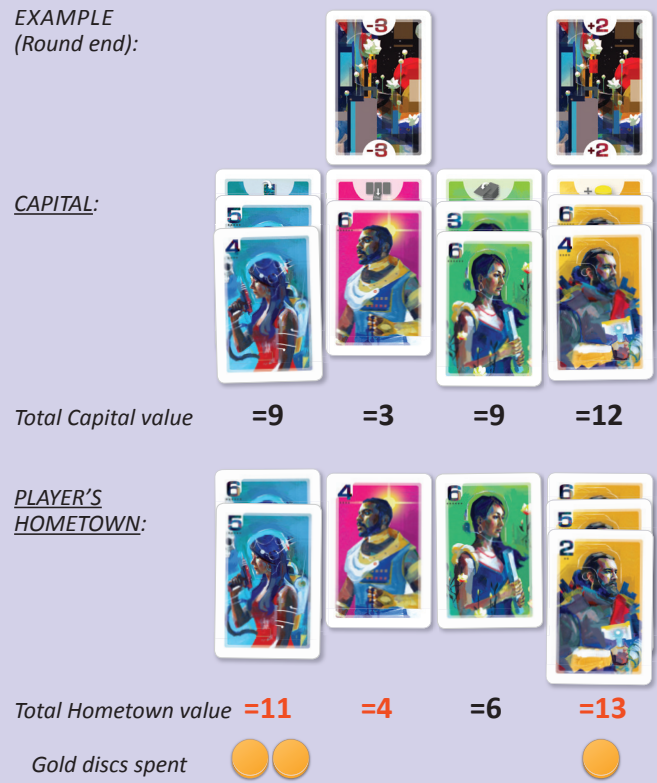 EXAMPLE
(Round end):
-3 +2
-3 +2
CAPITAL:
+
5 6 3 6
4 6 4
Total Capital value =9 =3 =9 =12
PLAYER'S
HOMETOWN:
6 4 6 6
5 5
2
Total Hometown value =11 =4 =6 =13
Gold discs spent